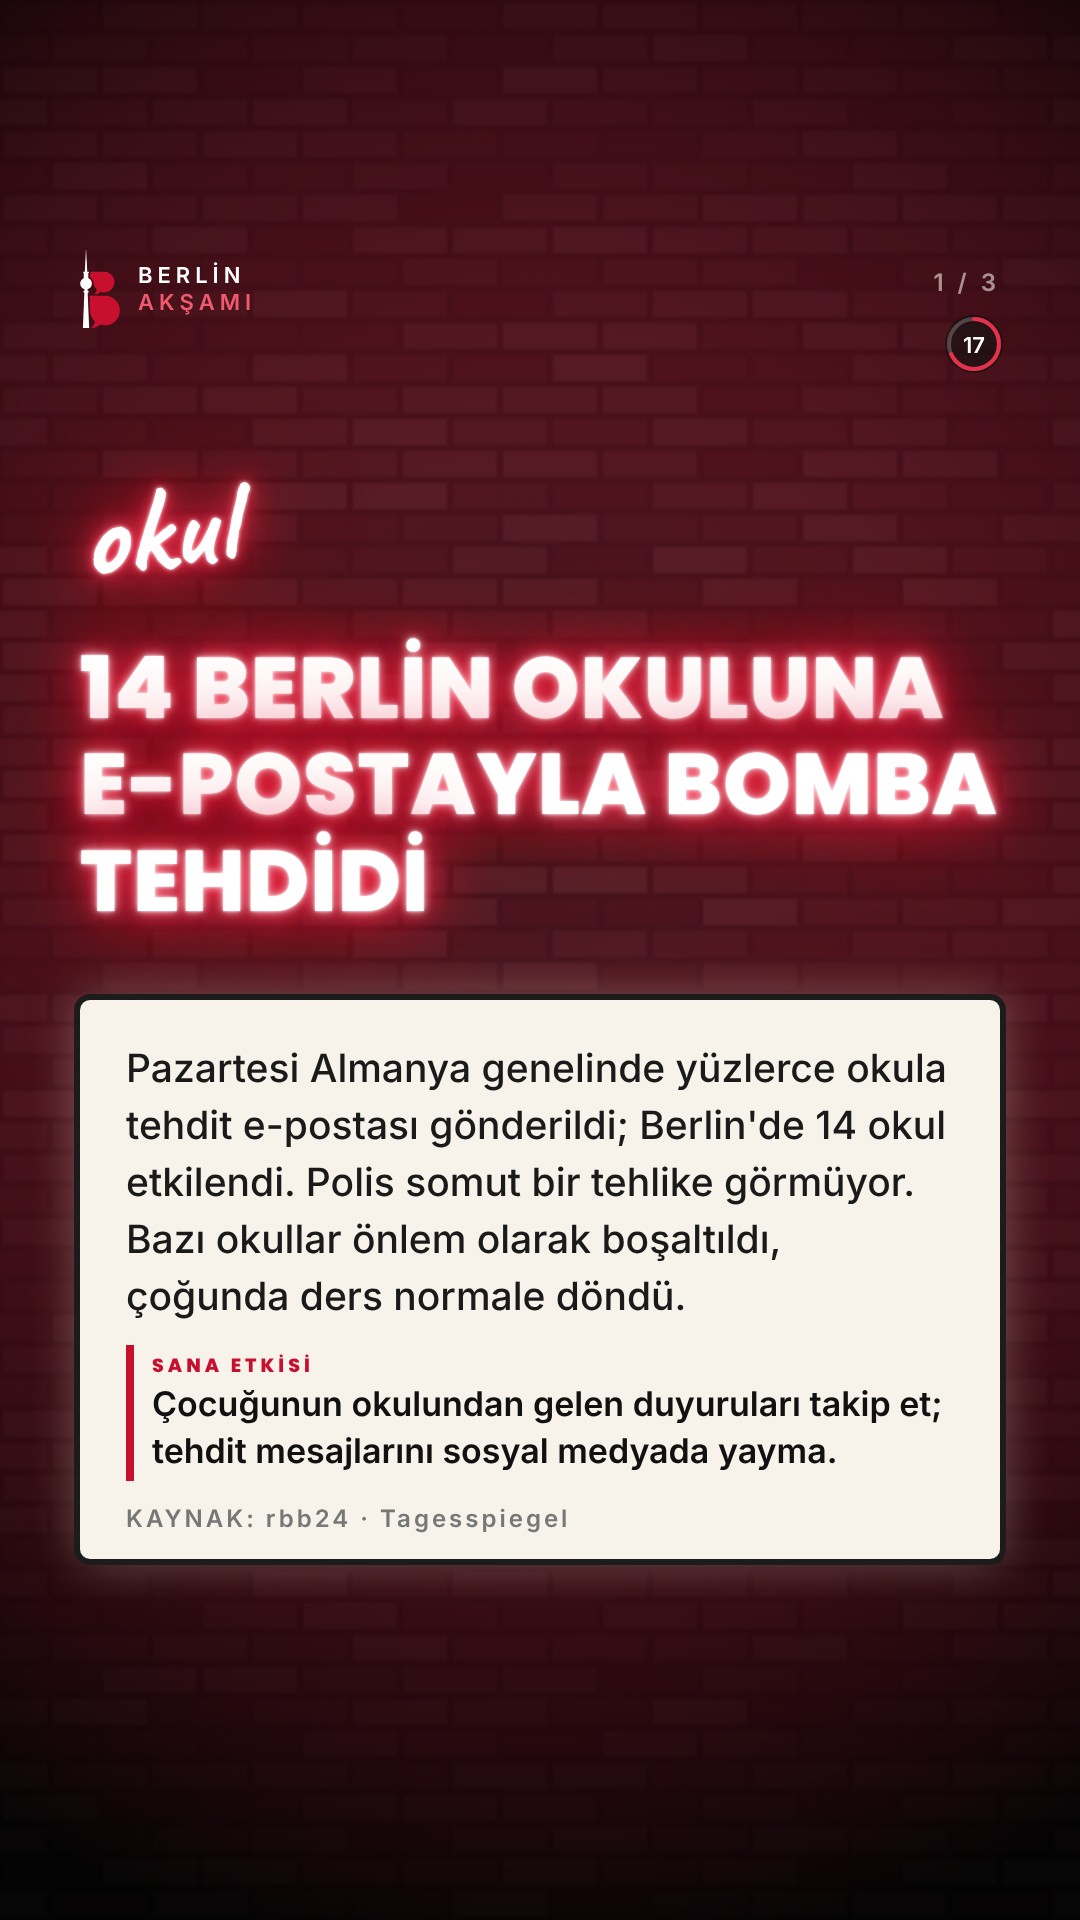 BERLİN
AKŞAMI
1 / 3
17
okul
14 BERLİN OKULUNA
E-POSTAYLA BOMBA
TEHDİDİ
Pazartesi Almanya genelinde yüzlerce okula
tehdit e-postası gönderildi; Berlin'de 14 okul
etkilendi. Polis somut bir tehlike görmüyor.
Bazı okullar önlem olarak boşaltıldı,
çoğunda ders normale döndü.
SANA ETKİSİ
Çocuğunun okulundan gelen duyuruları takip et;
tehdit mesajlarını sosyal medyada yayma.
KAYNAK: rbb24 · Tagesspiegel